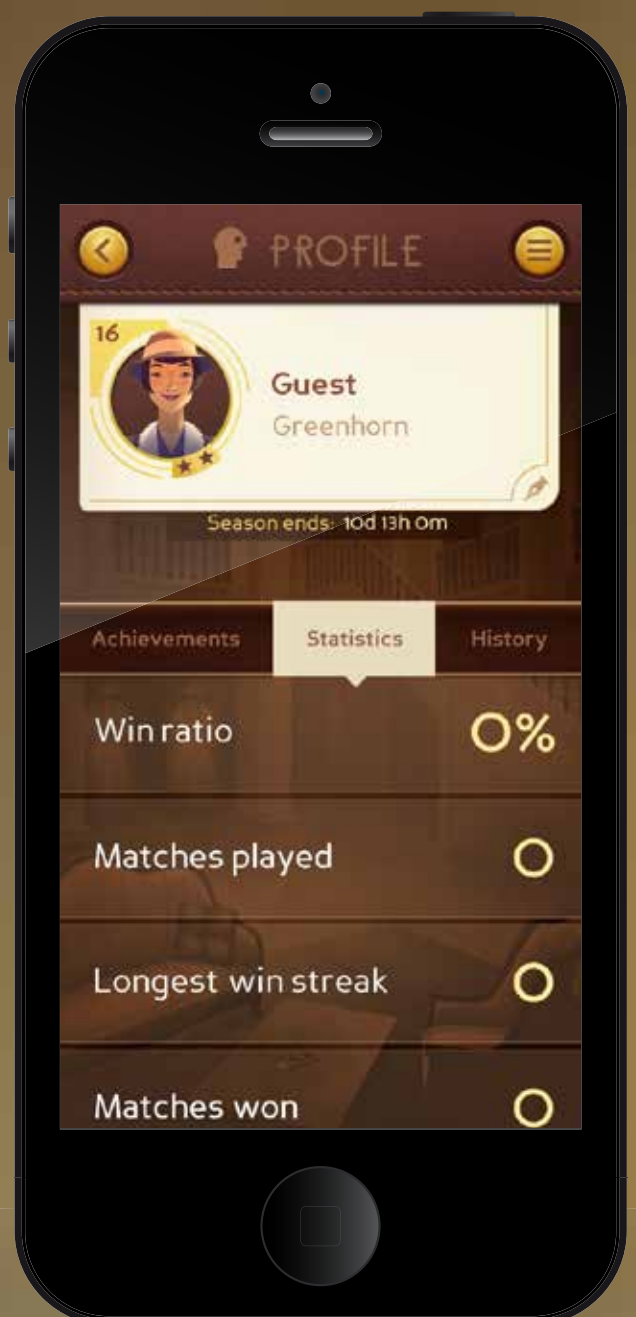 PROFILE
16
Guest
Greenhorn
Season ends: 10d 13h 0m
Achievements
Statistics
History
Win ratio
0%
Matches played
0
Longest win streak
0
Matches won
0